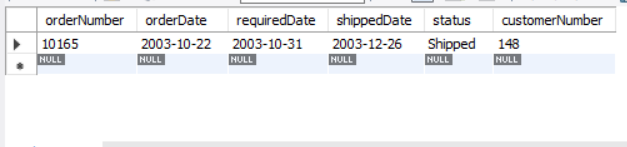 orderNumber orderDate requiredDate shippedDate status customerNumber
10165 2003-10-22 2003-10-31 2003-12-26 Shipped 148
NULL NULL NULL NULL NULL NULL